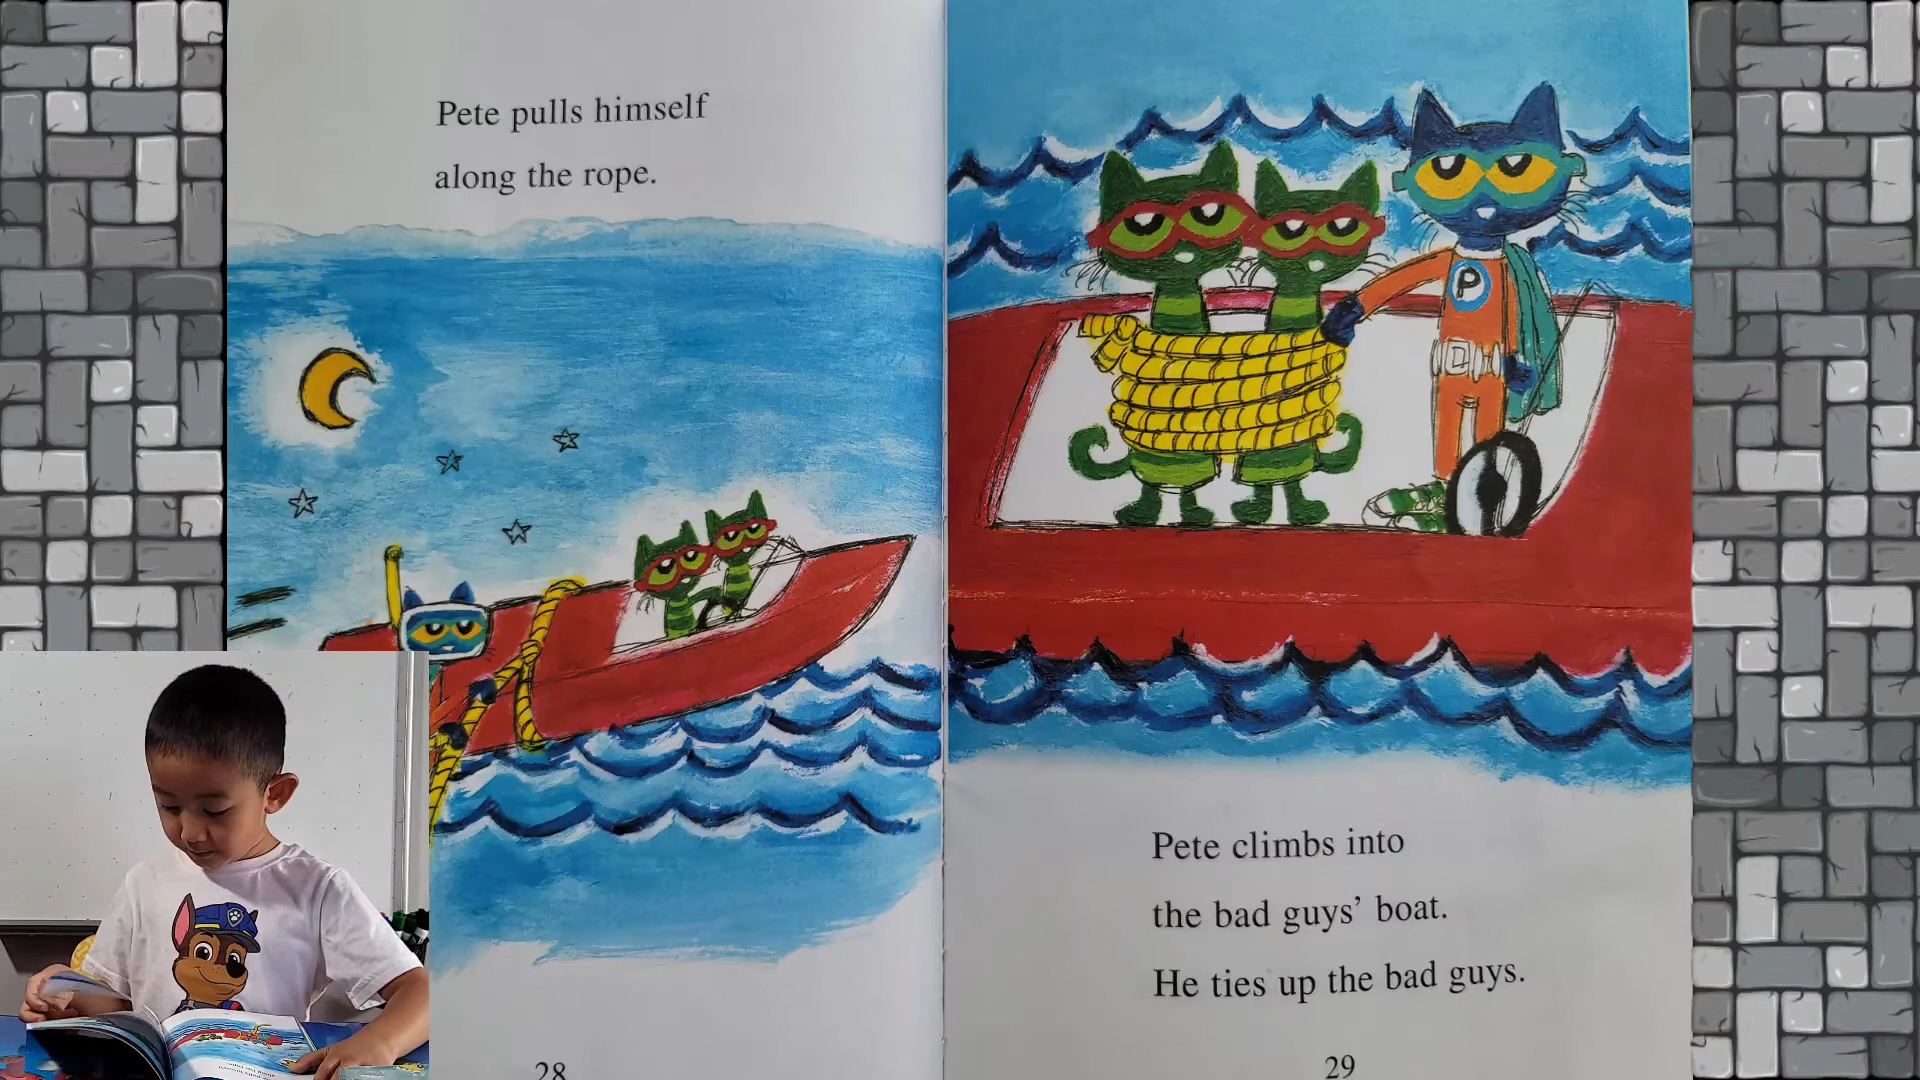 Pete pulls himself
along the rope.
28
P
Pete climbs into
the bad guys’ boat.
He ties up the bad guys.
29